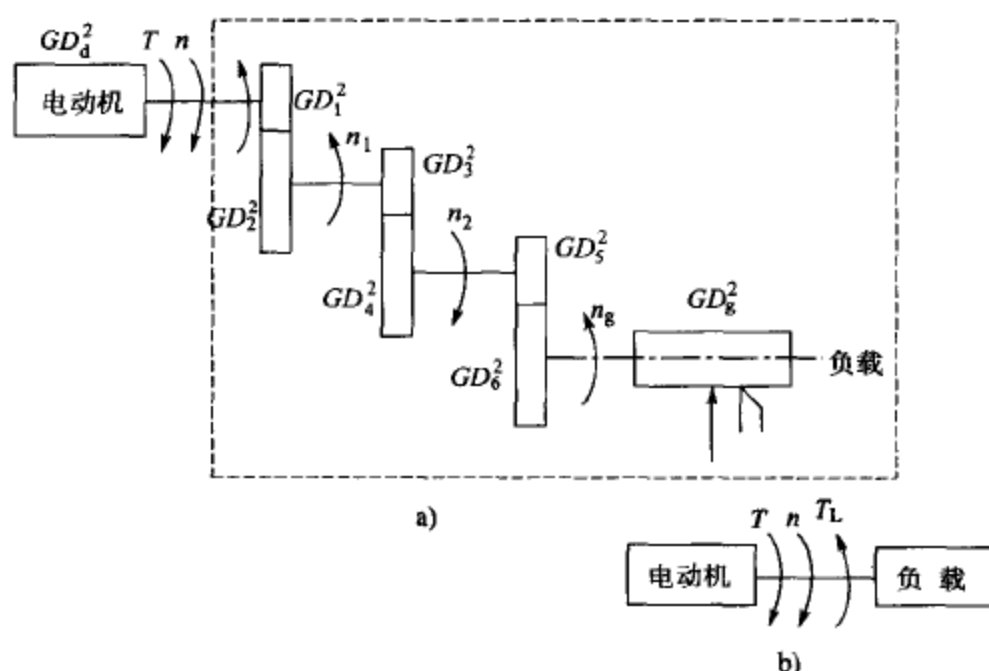 GD²d T n
电动机
GD²1
n1
GD²3
GD²2
n2
GD²5
GD²4
GD²g
ng
负载
GD²6
a)
T n TL
电动机
负 载
b)